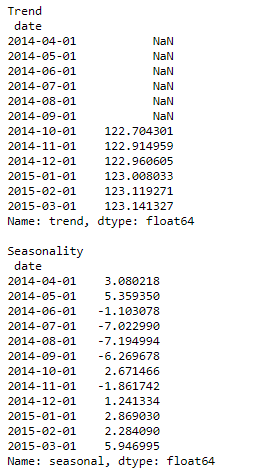 Trend
 date
2014-04-01           NaN
2014-05-01           NaN
2014-06-01           NaN
2014-07-01           NaN
2014-08-01           NaN
2014-09-01           NaN
2014-10-01    122.704301
2014-11-01    122.914959
2014-12-01    122.960605
2015-01-01    123.008033
2015-02-01    123.119271
2015-03-01    123.141327
Name: trend, dtype: float64

Seasonality
 date
2014-04-01    3.080218
2014-05-01    5.359350
2014-06-01   -1.103078
2014-07-01   -7.022990
2014-08-01   -7.194994
2014-09-01   -6.269678
2014-10-01    2.671466
2014-11-01   -1.861742
2014-12-01    1.241334
2015-01-01    2.869030
2015-02-01    2.284090
2015-03-01    5.946995
Name: seasonal, dtype: float64